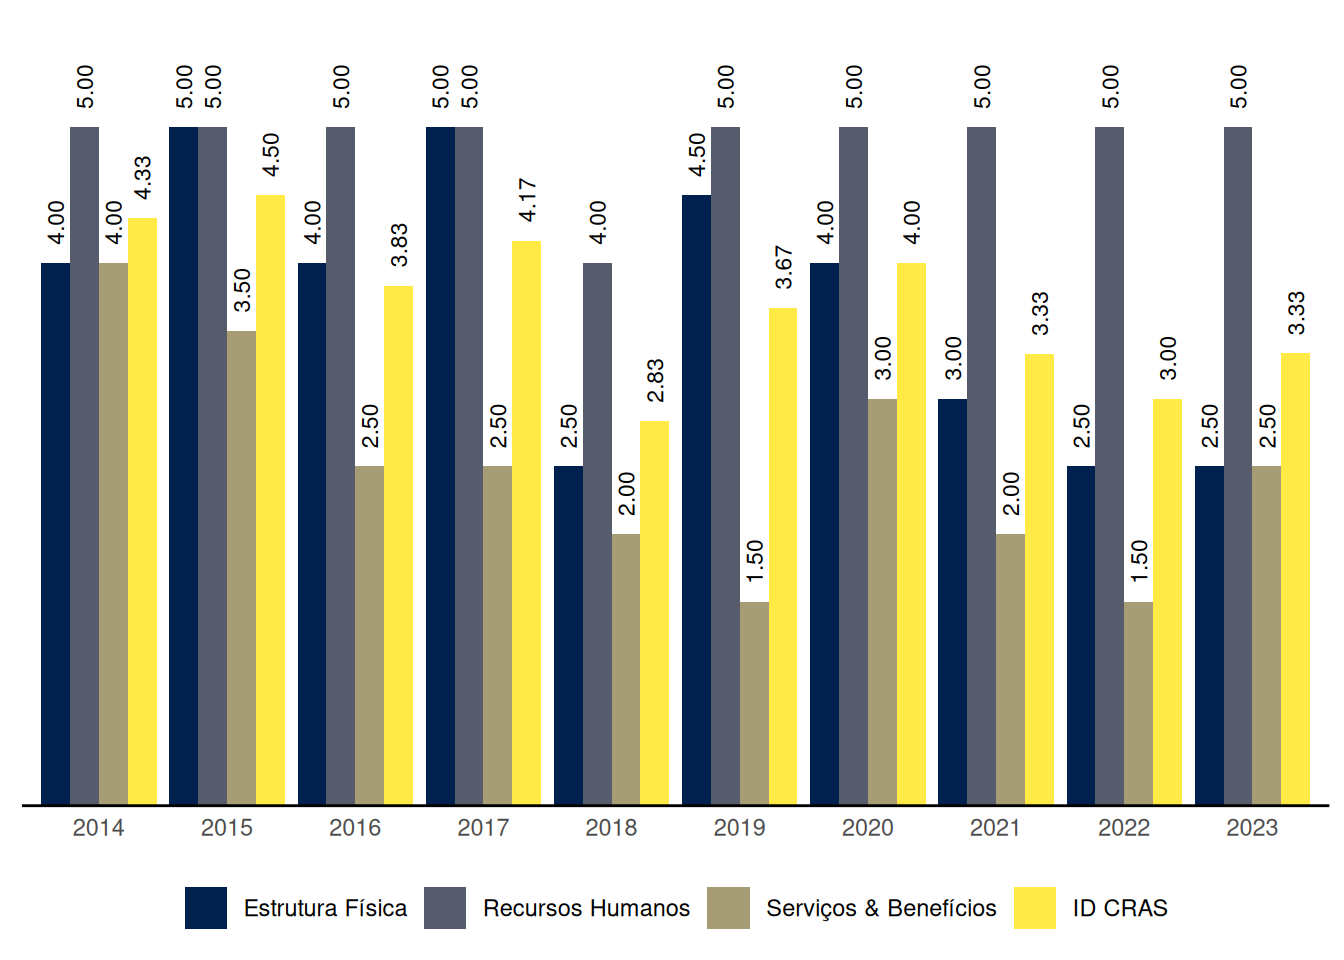 4.00 5.00 4.00 4.33
5.00 5.00 3.50 4.50
4.00 5.00 2.50 3.83
5.00 5.00 2.50 4.17
2.50 4.00 2.00 2.83
4.50 5.00 1.50 3.67
4.00 5.00 3.00 4.00
3.00 5.00 2.00 3.33
2.50 5.00 1.50 3.00
2.50 5.00 2.50 3.33
2014 2015 2016 2017 2018 2019 2020 2021 2022 2023
Estrutura Física Recursos Humanos Serviços & Benefícios ID CRAS